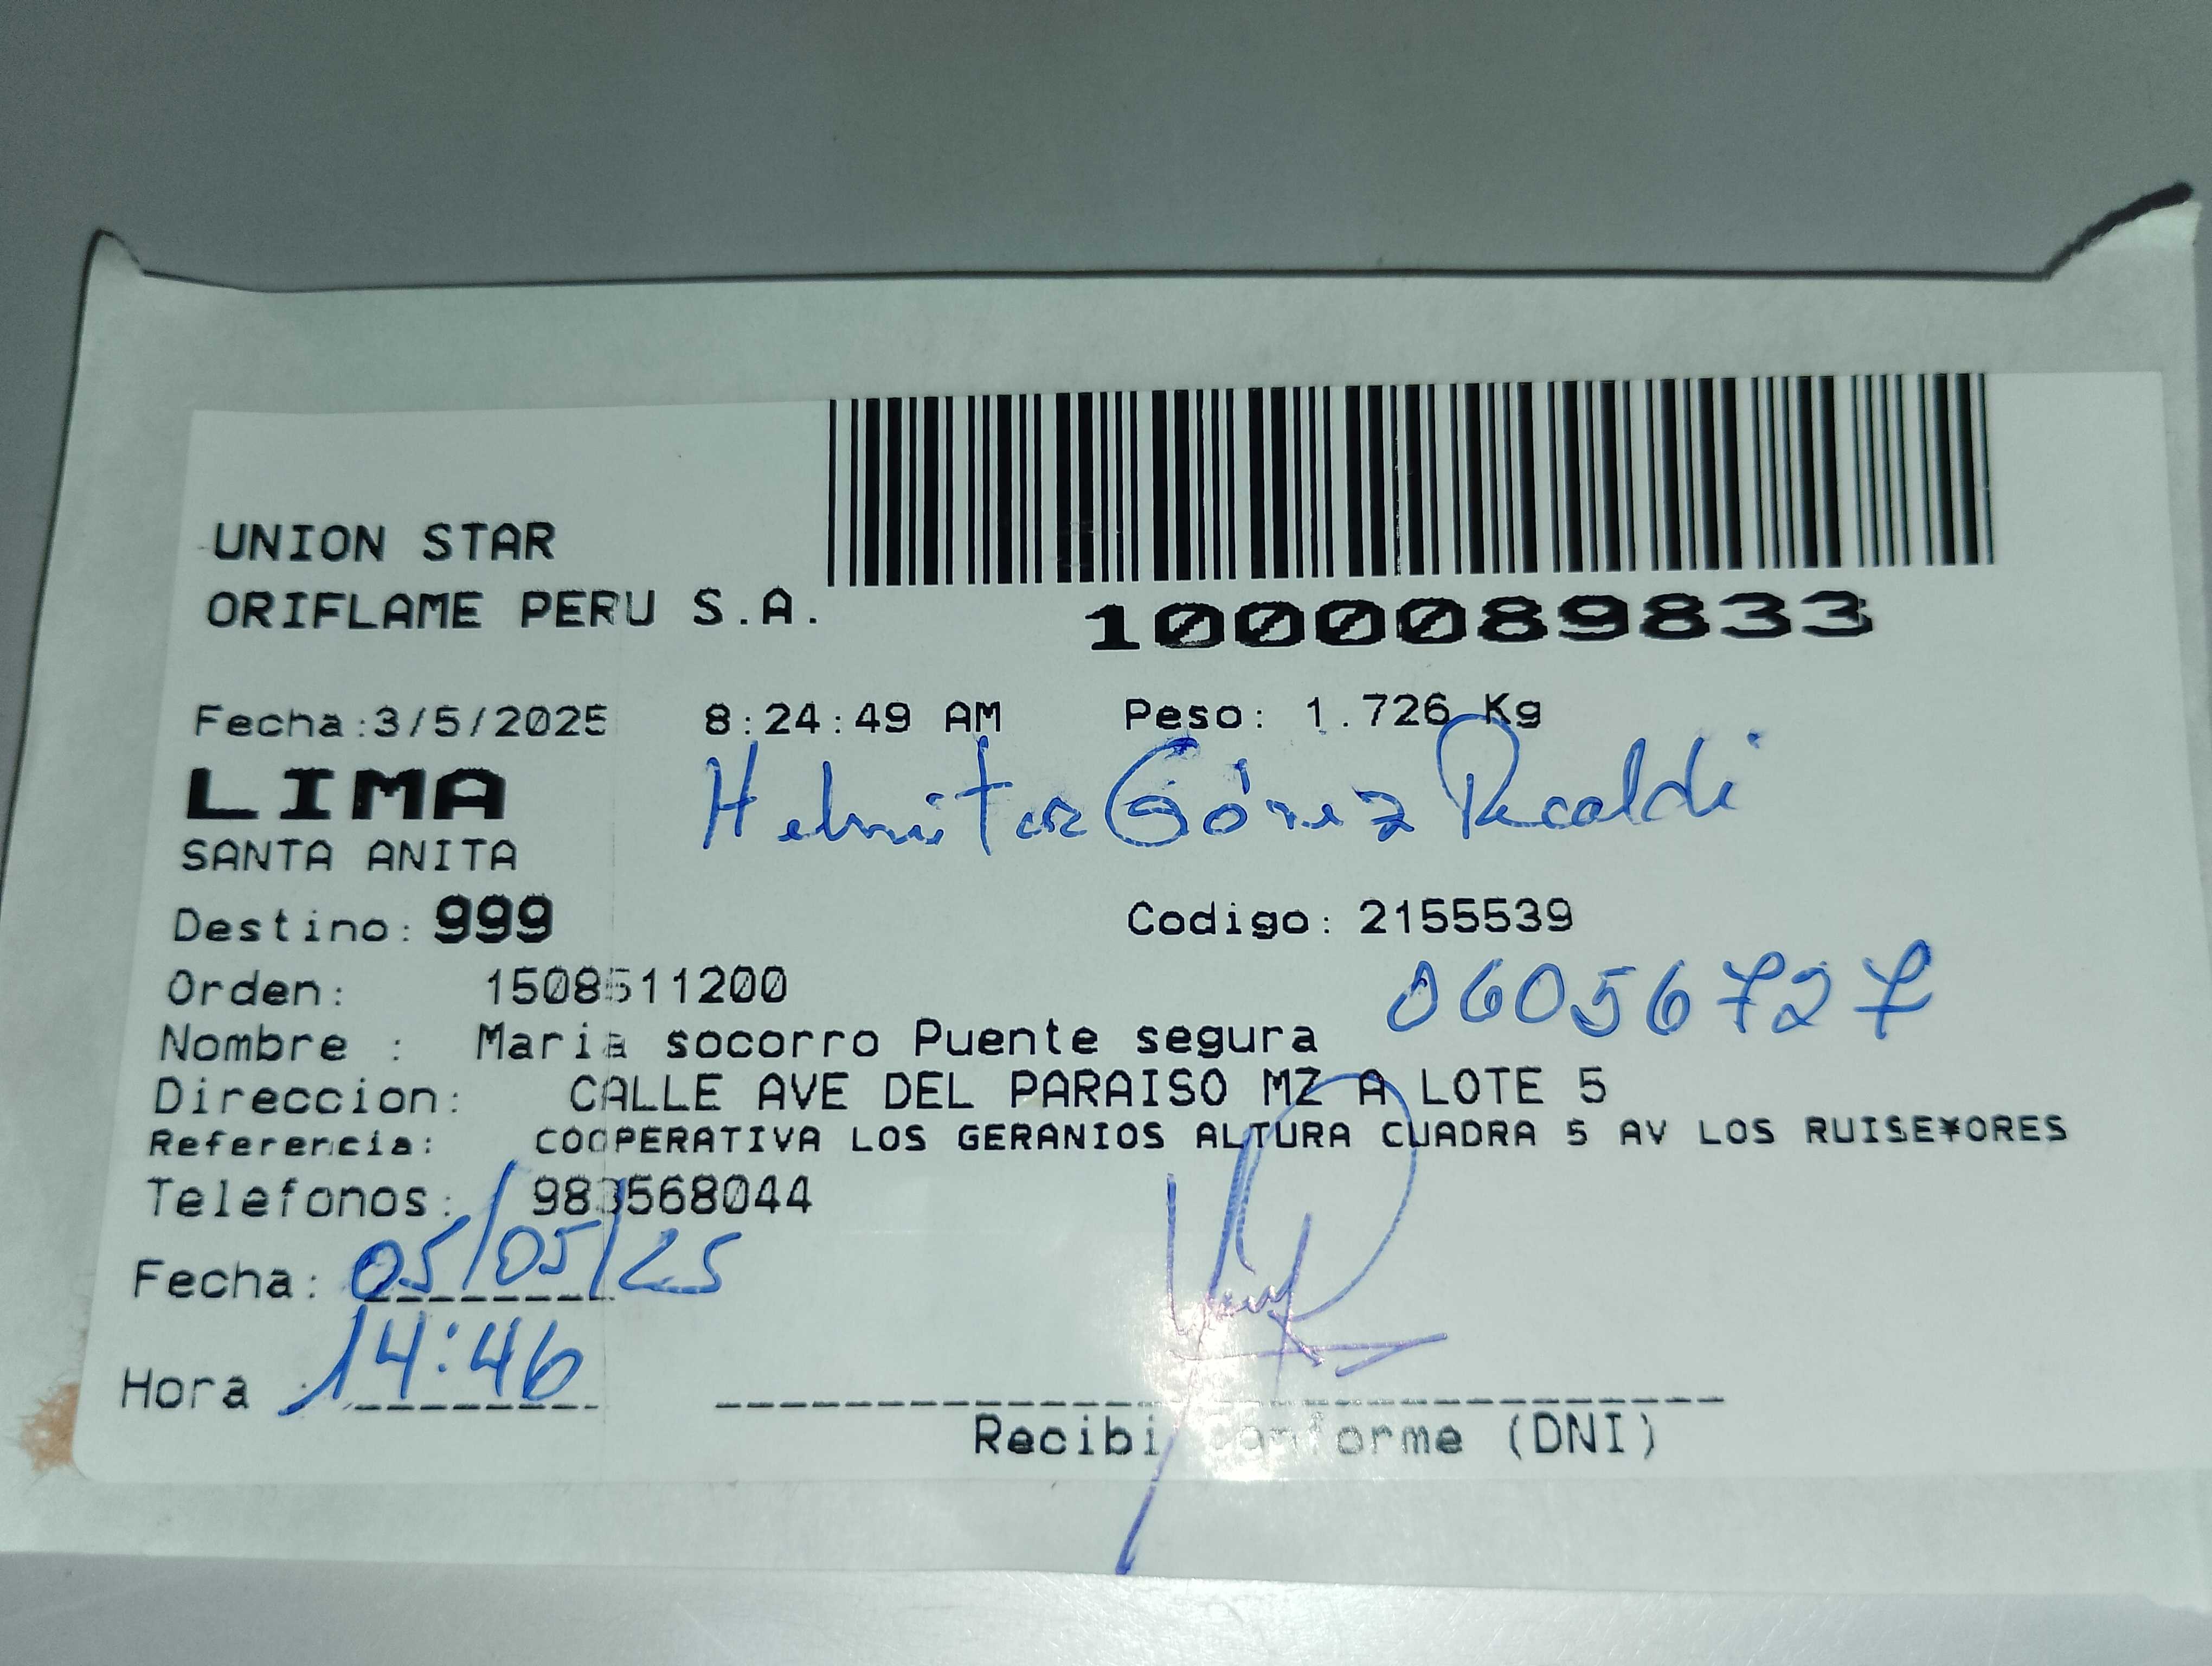 UNION STAR
ORIFLAME PERU S.A.
1000089833
Fecha:3/5/2025 8:24:49 AM Peso: 1.726 Kg
LIMA
Gómez
SANTA ANITA
Destino: 999 Codigo: 2155539
Orden: 1508511200
06056727
Nombre : Maria socorro Puente segura
Direccion: CALLE AVE DEL PARAISO MZ A LOTE 5
Referencia: COOPERATIVA LOS GERANIOS ALTURA CUADRA 5 AV LOS RUISE¥ORES
Telefonos: 983568044
Fecha: 05/05/25
Hora : 14:46
Recibi conforme (DNI)